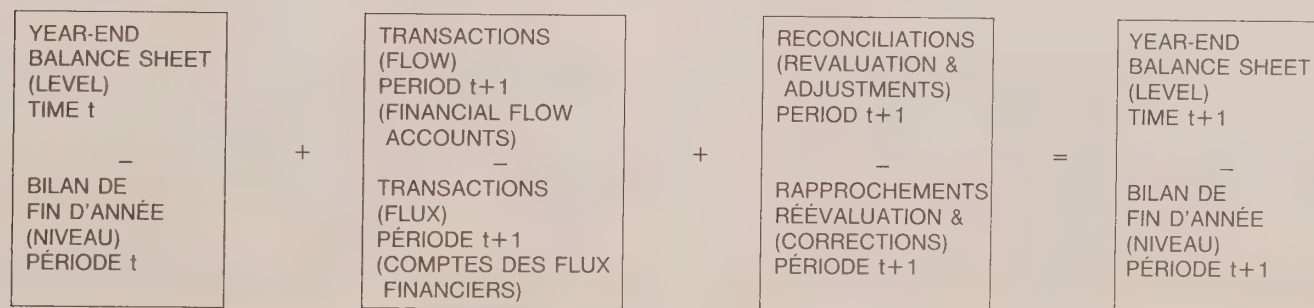 YEAR-END
BALANCE SHEET
(LEVEL)
TIME t
–
BILAN DE
FIN D'ANNÉE
(NIVEAU)
PÉRIODE t
+
TRANSACTIONS
(FLOW)
PERIOD t+1
(FINANCIAL FLOW
ACCOUNTS)
–
TRANSACTIONS
(FLUX)
PÉRIODE t+1
(COMPTES DES FLUX
FINANCIERS)
+
RECONCILIATIONS
(REVALUATION &
ADJUSTMENTS)
PERIOD t+1
–
RAPPROCHEMENTS
RÉÉVALUATION &
(CORRECTIONS)
PÉRIODE t+1
=
YEAR-END
BALANCE SHEET
(LEVEL)
TIME t+1
–
BILAN DE
FIN D'ANNÉE
(NIVEAU)
PÉRIODE t+1